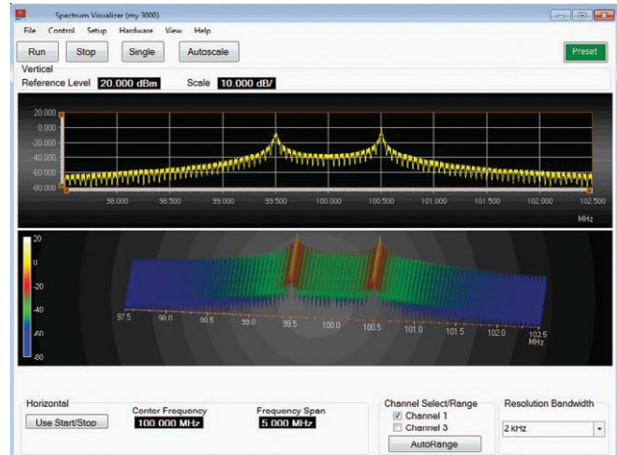 Spectrum Visualizer (my 3000)
File Control Setup Hardware View Help
Run Stop Single Autoscale Preset
Vertical
Reference Level 20.000 dBm Scale 10.000 dB/
20.000
0.000
-20.000
-40.000
-60.000
-80.000
98.000 98.500 99.000 99.500 100.000 100.500 101.000 101.500 102.000 102.500
MHz
20
0
-20
-40
-60
-80
97.5 98.0 98.5 99.0 99.5 100.0 100.5 101.0 101.5 102.0 102.5
MHz
Horizontal
Use Start/Stop
Center Frequency
100.000 MHz
Frequency Span
5.000 MHz
Channel Select/Range
Channel 1
Channel 3
AutoRange
Resolution Bandwidth
2 kHz